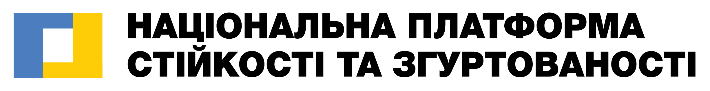 НАЦІОНАЛЬНА ПЛАТФОРМА
СТІЙКОСТІ ТА ЗГУРТОВАНОСТІ